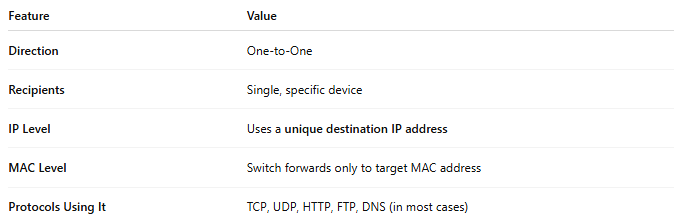 Feature Value
Direction One-to-One
Recipients Single, specific device
IP Level Uses a unique destination IP address
MAC Level Switch forwards only to target MAC address
Protocols Using It TCP, UDP, HTTP, FTP, DNS (in most cases)